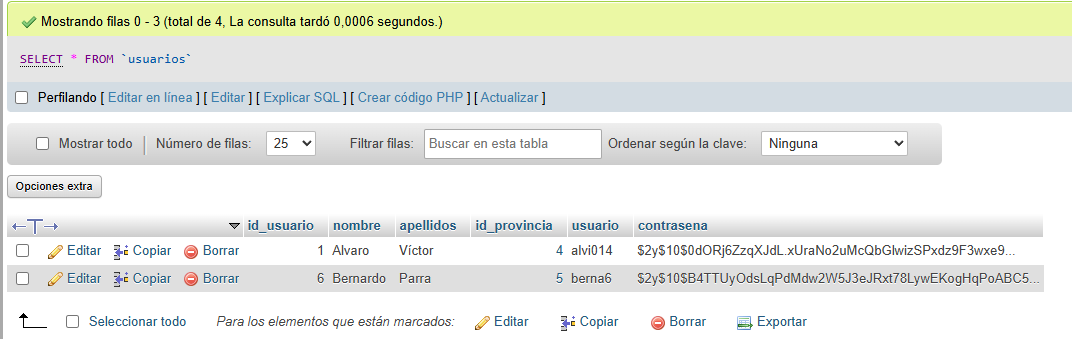 Mostrando filas 0 - 3 (total de 4, La consulta tardó 0,0006 segundos.)
SELECT * FROM `usuarios`
Perfilando [ Editar en línea ] [ Editar ] [ Explicar SQL ] [ Crear código PHP ] [ Actualizar ]
Mostrar todo Número de filas: 25 Filtrar filas: Buscar en esta tabla Ordenar según la clave: Ninguna
Opciones extra
id_usuario nombre apellidos id_provincia usuario contrasena
Editar Copiar Borrar 1 Alvaro Víctor 4 alvi014 $2y$10$0dORj6ZzqXJdL.xUraNo2uMcQbGlwizSPxdz9F3wxe9...
Editar Copiar Borrar 6 Bernardo Parra 5 berna6 $2y$10$B4TTUyOdsLqPdMdw2W5J3eJRxt78LywEKogHqPoABC5...
Seleccionar todo Para los elementos que están marcados: Editar Copiar Borrar Exportar